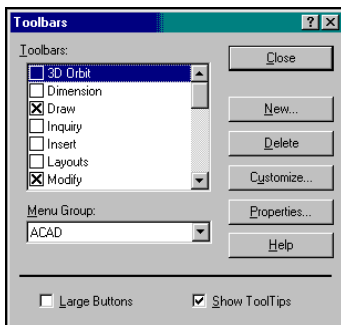 Toolbars
Toolbars:
3D Orbit
Dimension
Draw
Inquiry
Insert
Layouts
Modify
Menu Group:
ACAD
Close
New...
Delete
Customize...
Properties...
Help
Large Buttons
Show ToolTips